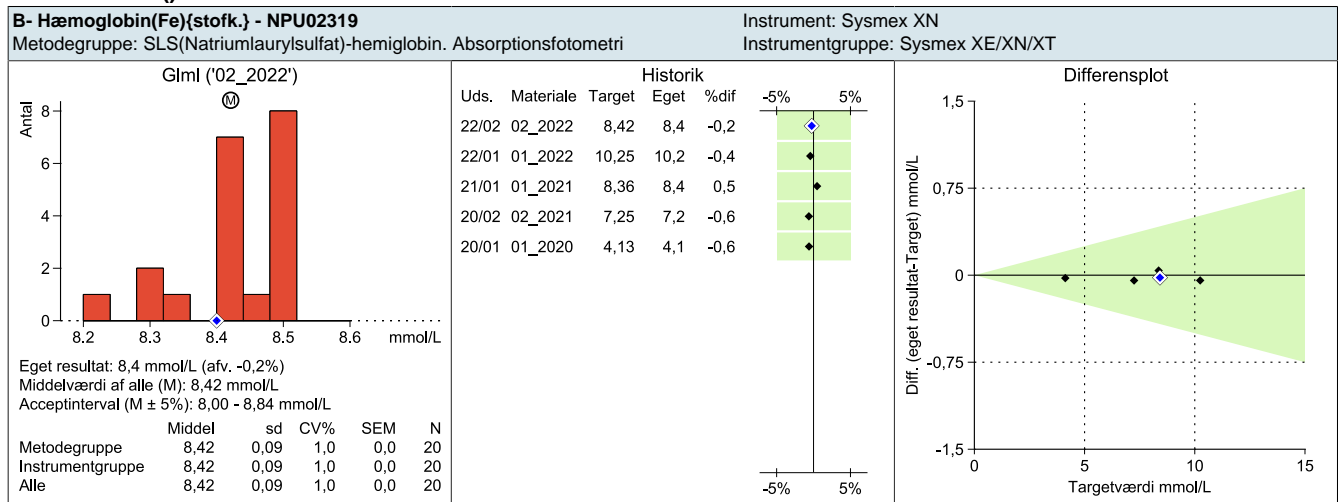 B- Hæmoglobin(Fe){stofk.} - NPU02319
Instrument: Sysmex XN
Metodegruppe: SLS(Natriumlaurylsulfat)-hemiglobin. Absorptionsfotometri
Instrumentgruppe: Sysmex XE/XN/XT
Glml ('02_2022')
M
Antal
8
6
4
2
0
8.2 8.3 8.4 8.5 8.6 mmol/L
Eget resultat: 8,4 mmol/L (afv. -0,2%)
Middelværdi af alle (M): 8,42 mmol/L
Acceptinterval (M ± 5%): 8,00 - 8,84 mmol/L
Middel sd CV% SEM N
Metodegruppe 8,42 0,09 1,0 0,0 20
Instrumentgruppe 8,42 0,09 1,0 0,0 20
Alle 8,42 0,09 1,0 0,0 20
Historik
Uds. Materiale Target Eget %dif -5% 5%
22/02 02_2022 8,42 8,4 -0,2
22/01 01_2022 10,25 10,2 -0,4
21/01 01_2021 8,36 8,4 0,5
20/02 02_2021 7,25 7,2 -0,6
20/01 01_2020 4,13 4,1 -0,6
-5% 5%
Differensplot
Diff. (eget resultat-Target) mmol/L
1,5
0,75
0
-0,75
-1,5
0 5 10 15
Targetværdi mmol/L